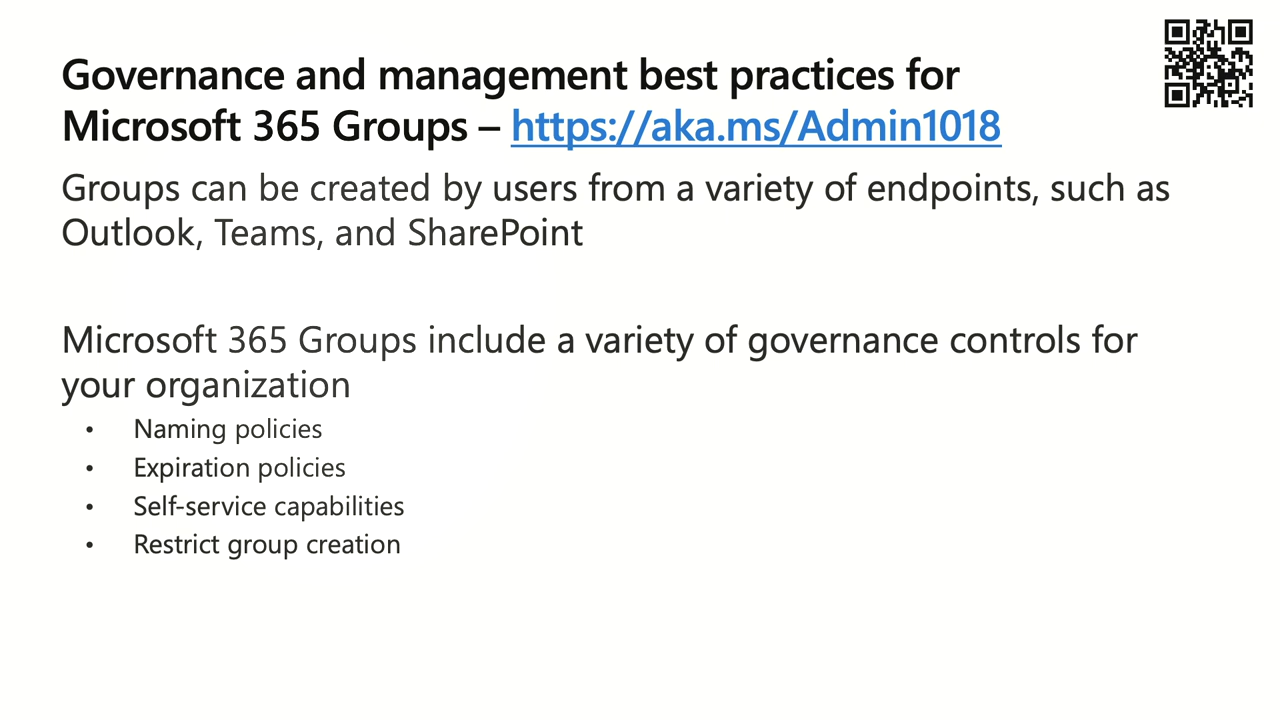 Governance and management best practices for
Microsoft 365 Groups – https://aka.ms/Admin1018
Groups can be created by users from a variety of endpoints, such as
Outlook, Teams, and SharePoint
Microsoft 365 Groups include a variety of governance controls for
your organization
• Naming policies
• Expiration policies
• Self-service capabilities
• Restrict group creation